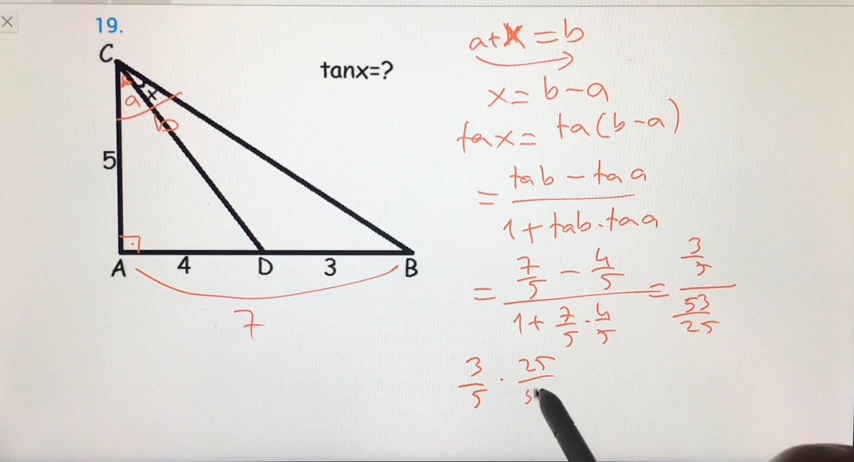 19.
C
tanx=?
a x
b
5
A 4 D 3 B
7
a+x=b
x= b-a
tax= ta(b-a)
= tab - taa / 1+tab.taa
= 7/5 - 4/5 / 1+ 7/5 . 4/5 = 3/5 / 53/25
3/5 . 25/5